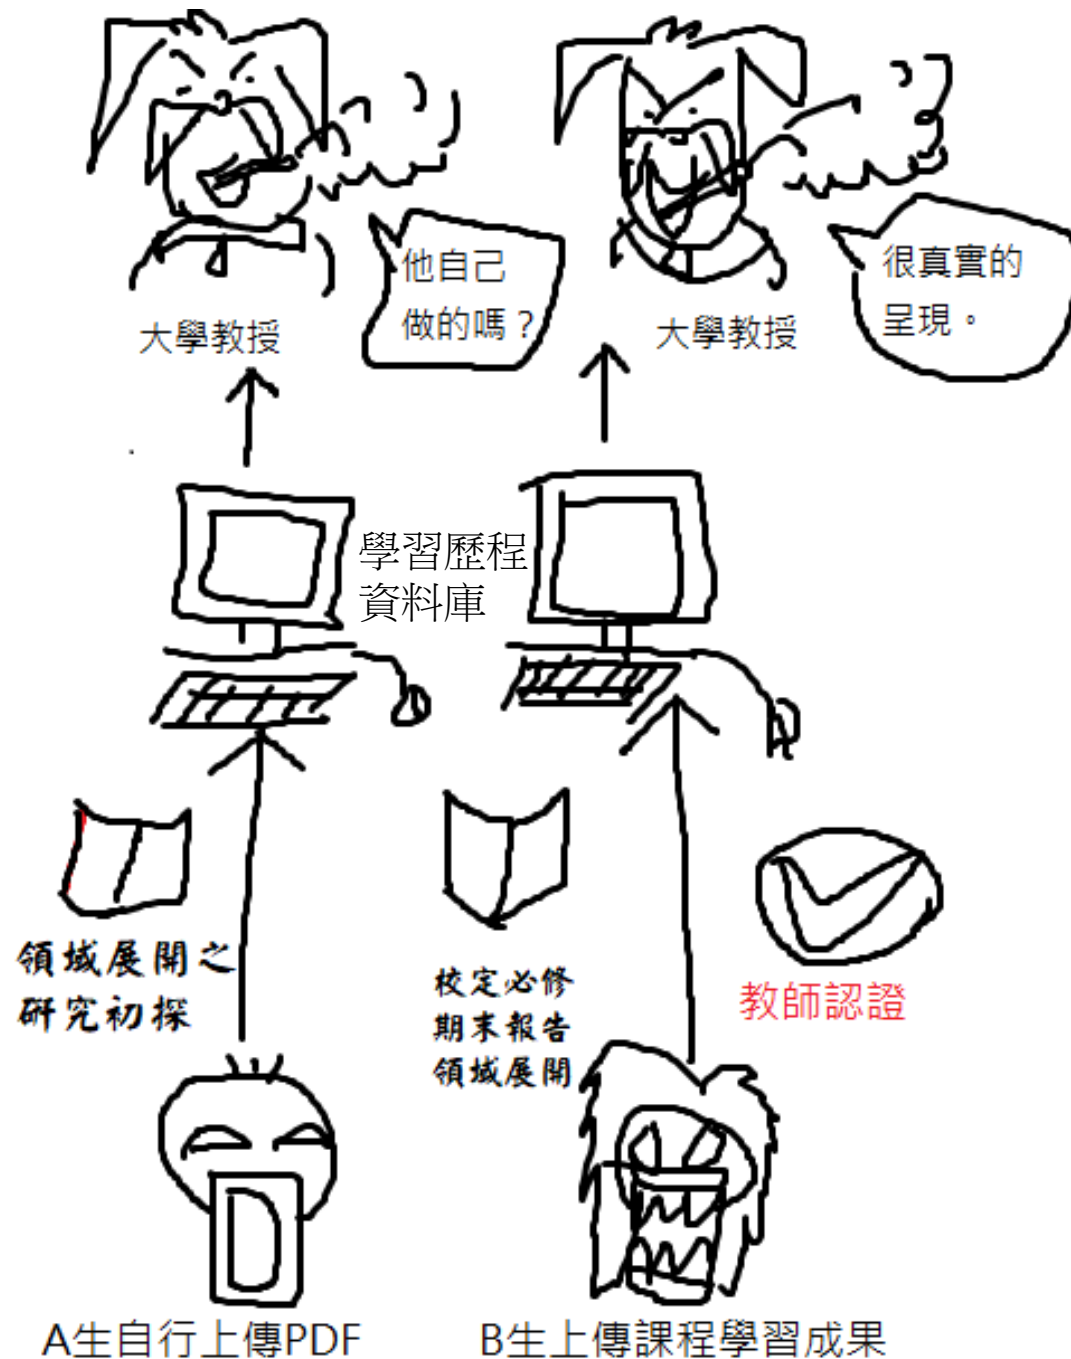 他自己
做的嗎？
很真實的
呈現。
大學教授
大學教授
學習歷程
資料庫
領域展開之
研究初探
校定必修
期末報告
領域展開
教師認證
A生自行上傳PDF
B生上傳課程學習成果